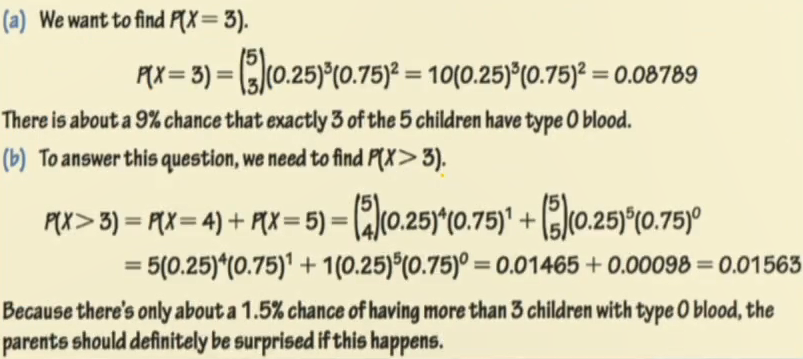 (a) We want to find P(X = 3).
P(X = 3) = (5 3)(0.25)³(0.75)² = 10(0.25)³(0.75)² = 0.08789
There is about a 9% chance that exactly 3 of the 5 children have type O blood.
(b) To answer this question, we need to find P(X > 3).
P(X > 3) = P(X = 4) + P(X = 5) = (5 4)(0.25)⁴(0.75)¹ + (5 5)(0.25)⁵(0.75)⁰
= 5(0.25)⁴(0.75)¹ + 1(0.25)⁵(0.75)⁰ = 0.01465 + 0.00098 = 0.01563
Because there's only about a 1.5% chance of having more than 3 children with type O blood, the
parents should definitely be surprised if this happens.